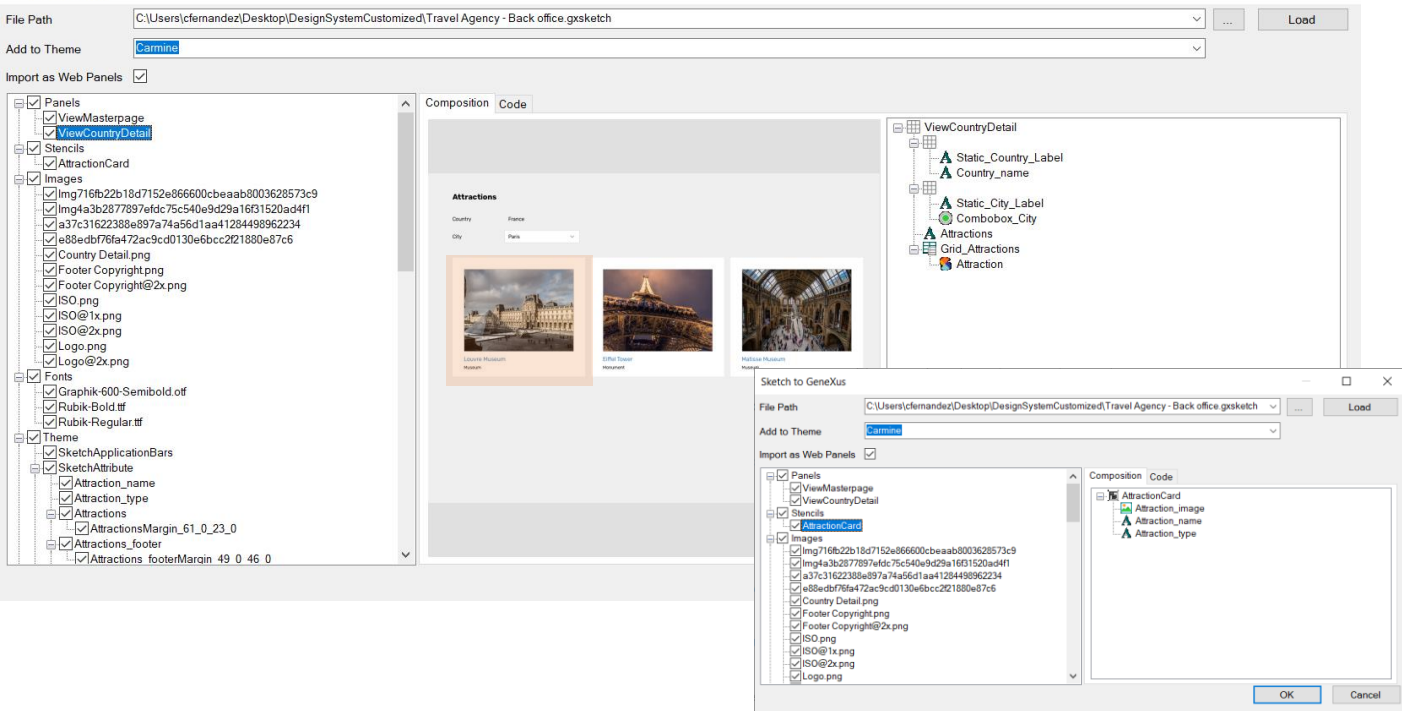 File Path
C:\Users\cfernandez\Desktop\DesignSystemCustomized\Travel Agency - Back office.gxsketch
...
Load
Add to Theme
Carmine
Import as Web Panels
Panels
ViewMasterpage
ViewCountryDetail
Stencils
AttractionCard
Images
Img716fb22b18d7152e866600cbeaab8003628573c9
Img4a3b2877897efdc75c540e9d29a16f31520ad4f1
a37c31622388e897a74a56d1aa41284498962234
e88edbf76fa472ac9cd0130e6bcc2f21880e87c6
Country Detail.png
Footer Copyright.png
Footer Copyright@2x.png
ISO.png
ISO@1x.png
ISO@2x.png
Logo.png
Logo@2x.png
Fonts
Graphik-600-Semibold.otf
Rubik-Bold.ttf
Rubik-Regular.ttf
Theme
SketchApplicationBars
SketchAttribute
Attraction_name
Attraction_type
Attractions
AttractionsMargin_61_0_23_0
Attractions_footer
Attractions_footerMargin_49_0_46_0
Composition
Code
Attractions
Country
France
City
Paris
Louvre Museum
Museum
Eiffel Tower
Monument
Matisse Museum
Museum
ViewCountryDetail
Static_Country_Label
Country_name
Static_City_Label
Combobox_City
Attractions
Grid_Attractions
Attraction
Sketch to GeneXus
File Path
C:\Users\cfernandez\Desktop\DesignSystemCustomized\Travel Agency - Back office.gxsketch
...
Load
Add to Theme
Carmine
Import as Web Panels
Panels
ViewMasterpage
ViewCountryDetail
Stencils
AttractionCard
Images
Img716fb22b18d7152e866600cbeaab8003628573c9
Img4a3b2877897efdc75c540e9d29a16f31520ad4f1
a37c31622388e897a74a56d1aa41284498962234
e88edbf76fa472ac9cd0130e6bcc2f21880e87c6
Country Detail.png
Footer Copyright.png
Footer Copyright@2x.png
ISO.png
ISO@1x.png
ISO@2x.png
Logo.png
Composition
Code
AttractionCard
Attraction_image
Attraction_name
Attraction_type
OK
Cancel